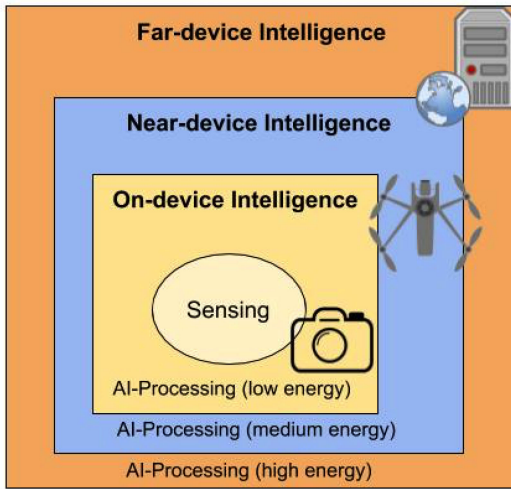 Far-device Intelligence
Near-device Intelligence
On-device Intelligence
Sensing
AI-Processing (low energy)
AI-Processing (medium energy)
AI-Processing (high energy)